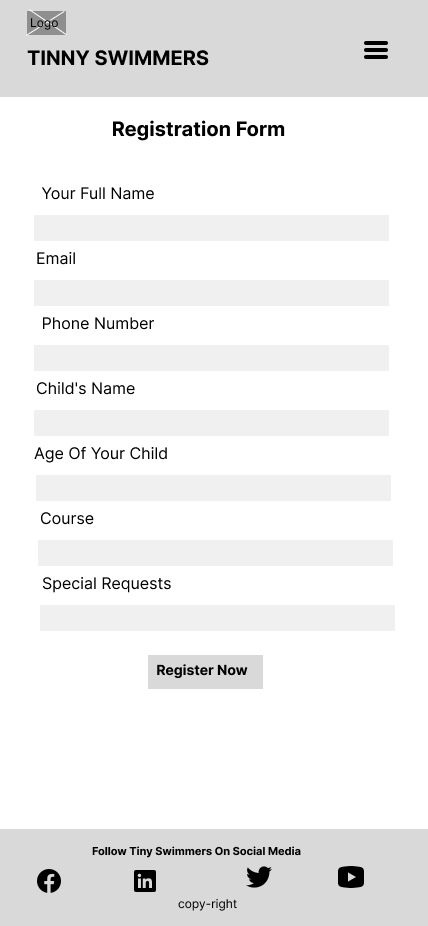 Logo
TINNY SWIMMERS
Registration Form
Your Full Name
Email
Phone Number
Child's Name
Age Of Your Child
Course
Special Requests
Register Now
Follow Tiny Swimmers On Social Media
copy-right